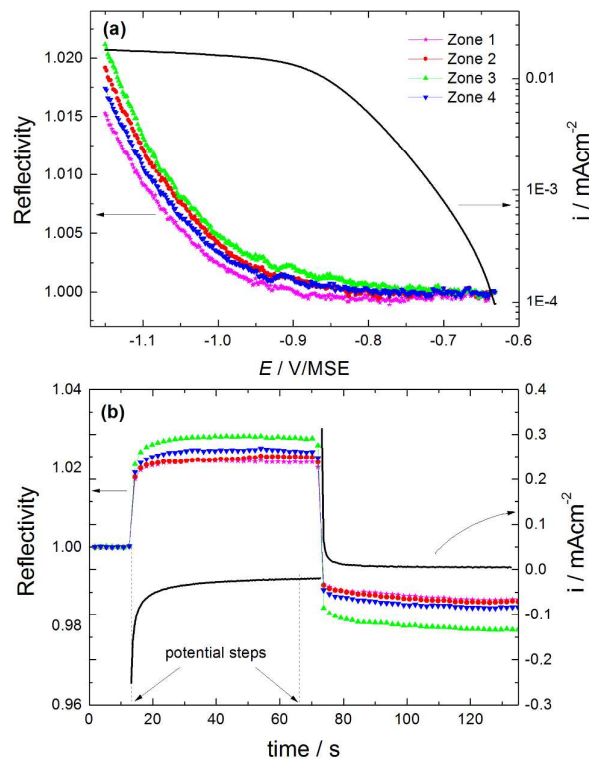 (a)
Zone 1
Zone 2
Zone 3
Zone 4
Reflectivity
1.020
1.015
1.010
1.005
1.000
0.01
1E-3
1E-4
i / mAcm-2
-1.1 -1.0 -0.9 -0.8 -0.7 -0.6
E / V/MSE
(b)
Reflectivity
1.04
1.02
1.00
0.98
0.96
0.4
0.3
0.2
0.1
0.0
-0.1
-0.2
-0.3
i / mAcm-2
potential steps
0 20 40 60 80 100 120
time / s